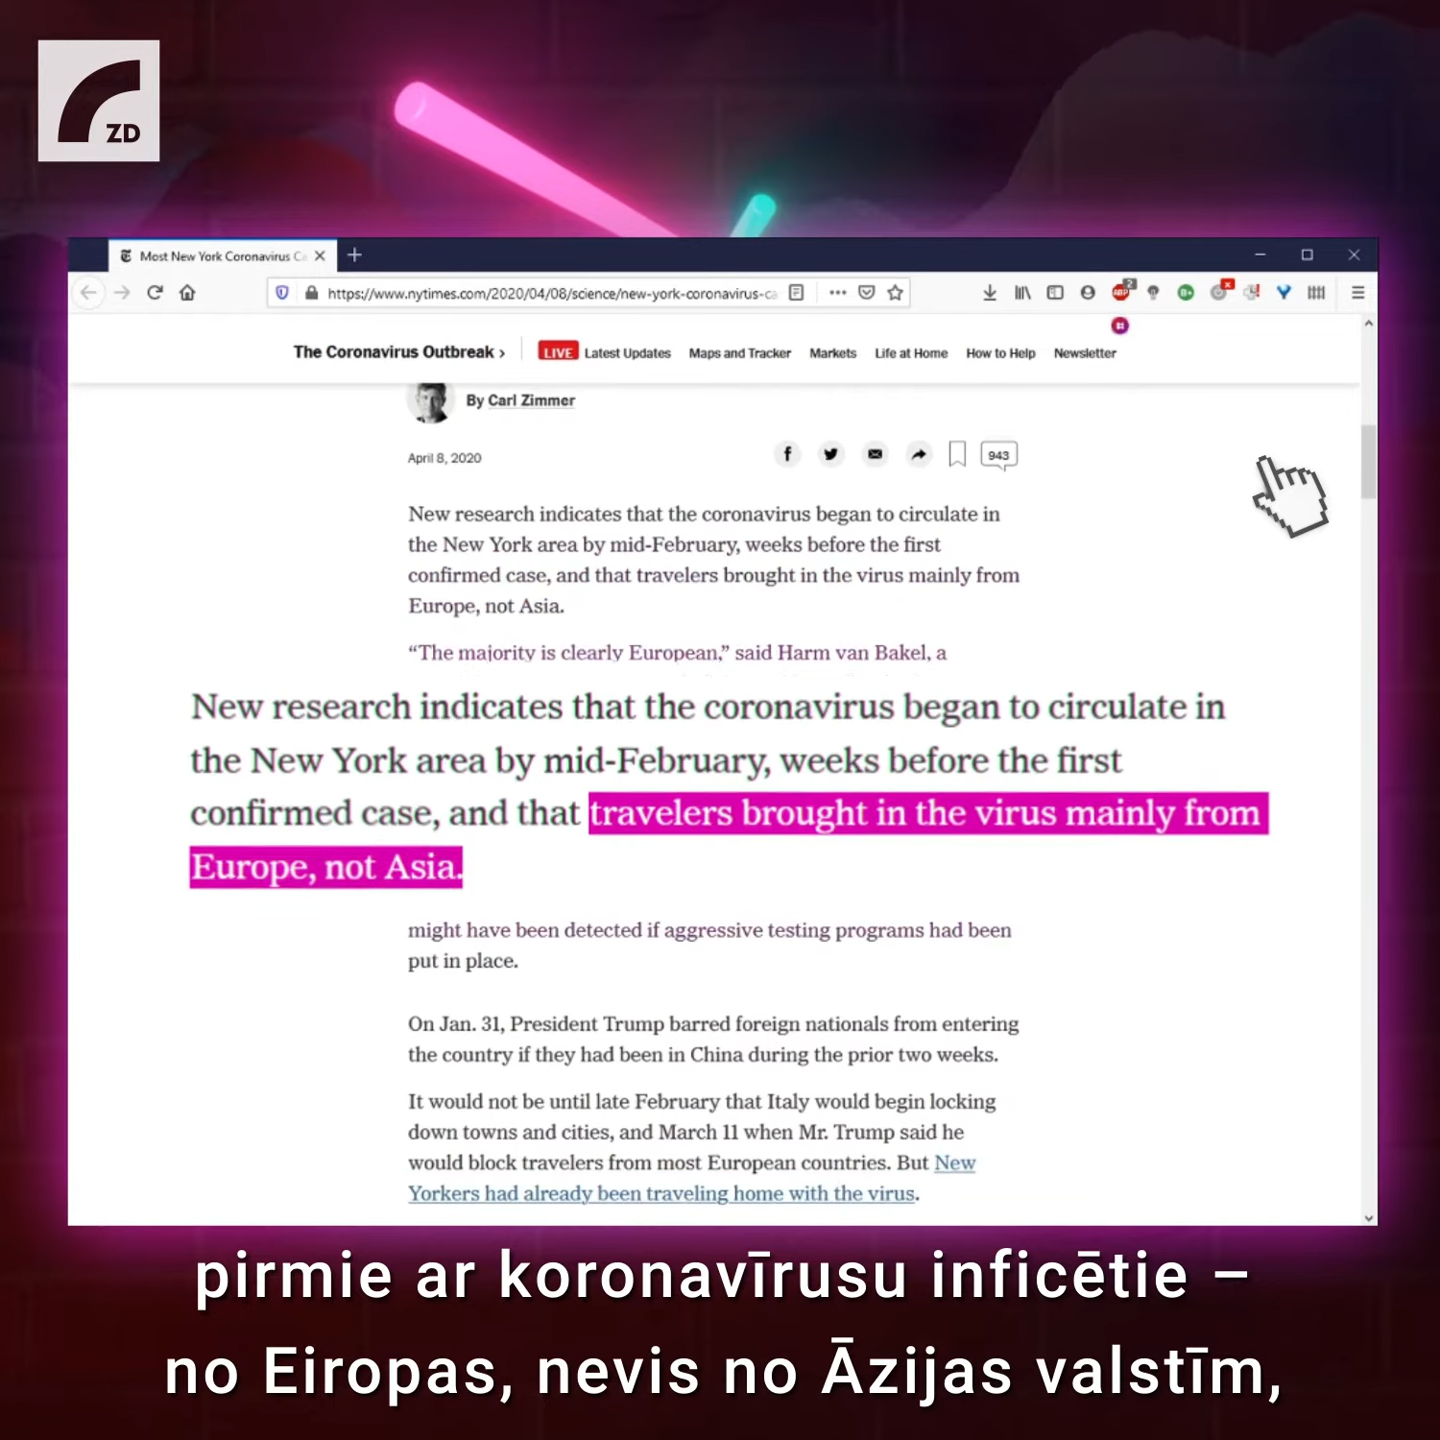 ZD
Most New York Coronavirus Ca
https://www.nytimes.com/2020/04/08/science/new-york-coronavirus-ca
The Coronavirus Outbreak › LIVE Latest Updates Maps and Tracker Markets Life at Home How to Help Newsletter
By Carl Zimmer
April 8, 2020
943
New research indicates that the coronavirus began to circulate in
the New York area by mid-February, weeks before the first
confirmed case, and that travelers brought in the virus mainly from
Europe, not Asia.
“The majority is clearly European,” said Harm van Bakel, a
New research indicates that the coronavirus began to circulate in
the New York area by mid-February, weeks before the first
confirmed case, and that travelers brought in the virus mainly from
Europe, not Asia.
might have been detected if aggressive testing programs had been
put in place.
On Jan. 31, President Trump barred foreign nationals from entering
the country if they had been in China during the prior two weeks.
It would not be until late February that Italy would begin locking
down towns and cities, and March 11 when Mr. Trump said he
would block travelers from most European countries. But New
Yorkers had already been traveling home with the virus.
pirmie ar koronavīrusu inficētie –
no Eiropas, nevis no Āzijas valstīm,